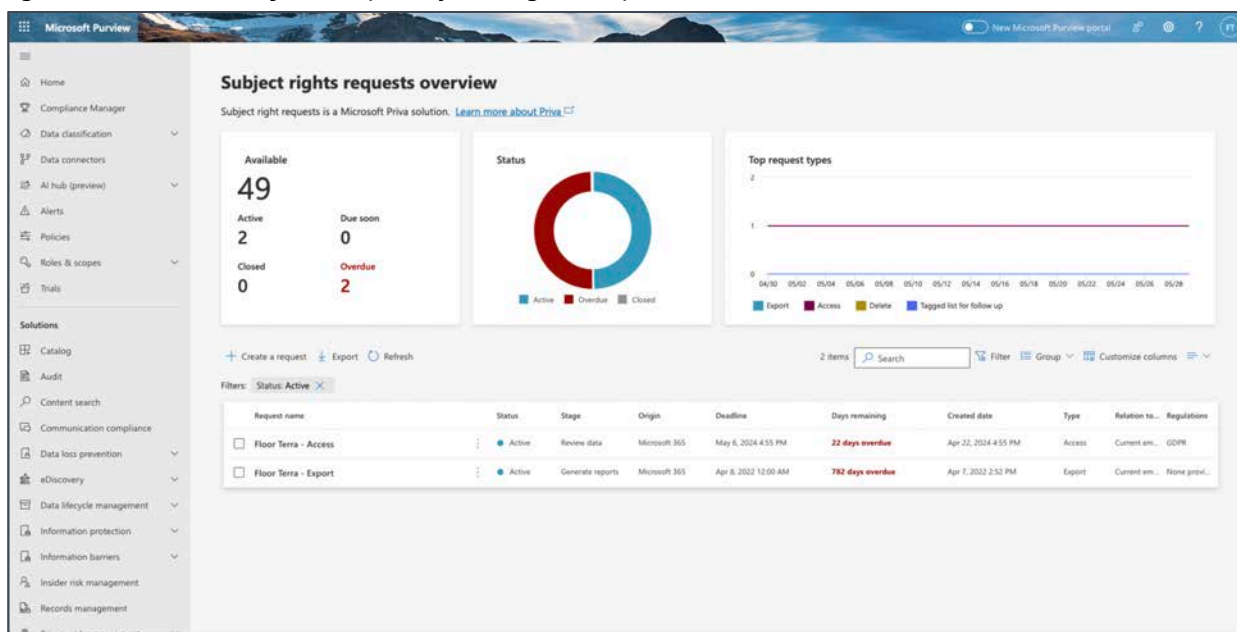 Microsoft Purview
New Microsoft Purview portal
?
FT
Home
Compliance Manager
Data classification
Data connectors
AI hub (preview)
Alerts
Policies
Roles & scopes
Trials
Solutions
Catalog
Audit
Content search
Communication compliance
Data loss prevention
eDiscovery
Data lifecycle management
Information protection
Information barriers
Insider risk management
Records management
Subject rights requests overview
Subject right requests is a Microsoft Priva solution. Learn more about Priva
Available
49
Active Due soon
2 0
Closed Overdue
0 2
Status
Active Overdue Closed
Top request types
2
1
0
04/30 05/02 05/04 05/06 05/08 05/10 05/12 05/14 05/16 05/18 05/20 05/22 05/24 05/26 05/28
Export Access Delete Tagged list for follow up
Create a request Export Refresh 2 items Search Filter Group Customize columns
Filters: Status: Active
Request name Status Stage Origin Deadline Days remaining Created date Type Relation to... Regulations
Floor Terra - Access Active Review data Microsoft 365 May 6, 2024 4:55 PM 22 days overdue Apr 22, 2024 4:55 PM Access Current em... GDPR
Floor Terra - Export Active Generate reports Microsoft 365 Apr 8, 2022 12:00 AM 782 days overdue Apr 7, 2022 2:52 PM Export Current em... None provi...